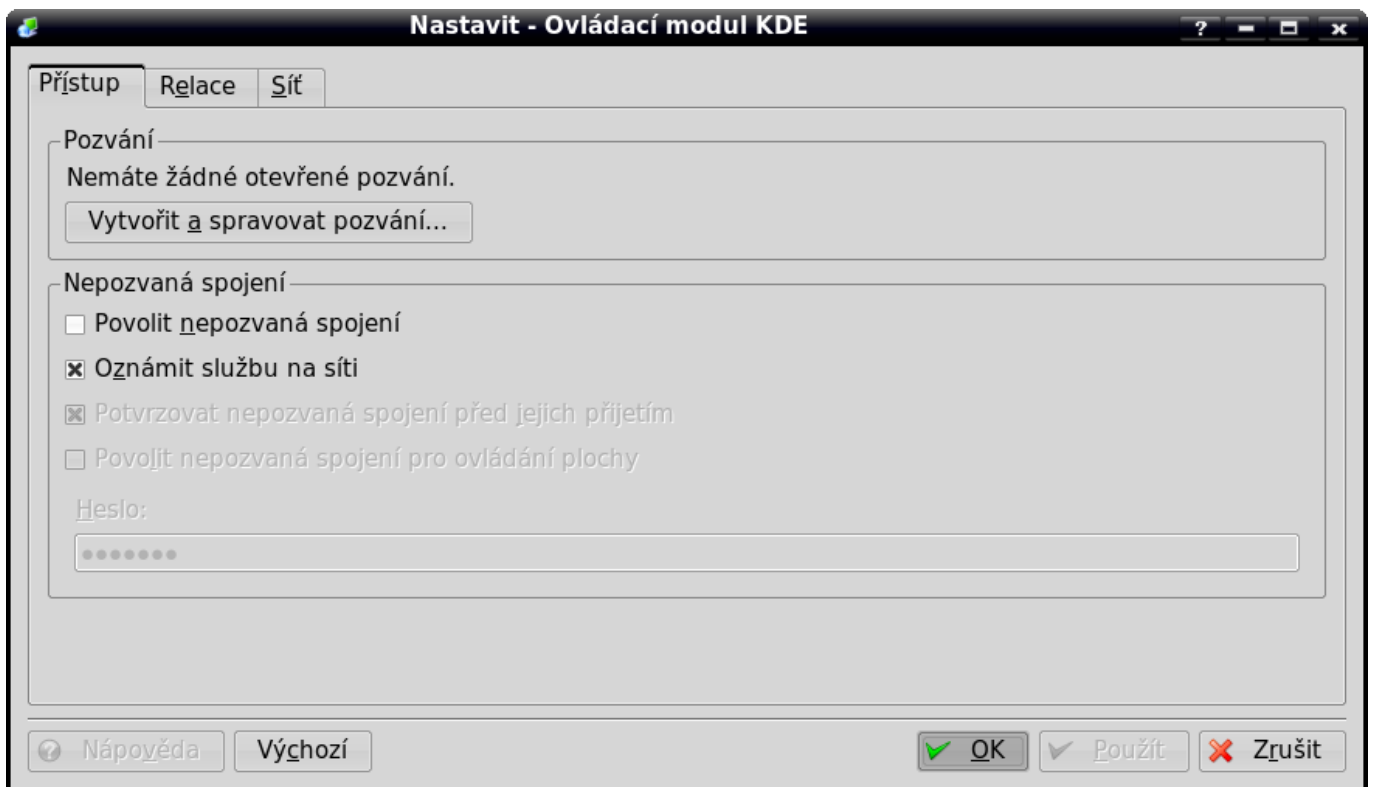 Nastavit - Ovládací modul KDE
Přístup Relace Síť
Pozvání
Nemáte žádné otevřené pozvání.
Vytvořit a spravovat pozvání...
Nepozvaná spojení
Povolit nepozvaná spojení
Oznámit službu na síti
Potvrzovat nepozvaná spojení před jejich přijetím
Povolit nepozvaná spojení pro ovládání plochy
Heslo:
Nápověda Výchozí OK Použít Zrušit